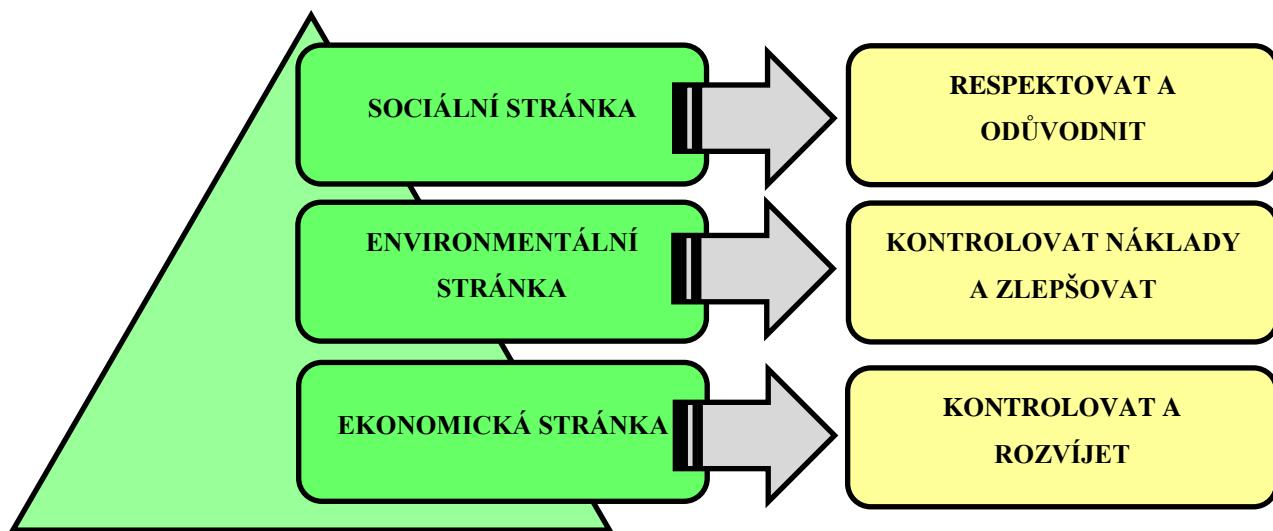 SOCIÁLNÍ STRÁNKA
RESPEKTOVAT A
ODŮVODNIT
ENVIRONMENTÁLNÍ
STRÁNKA
KONTROLOVAT NÁKLADY
A ZLEPŠOVAT
EKONOMICKÁ STRÁNKA
KONTROLOVAT A
ROZVÍJET